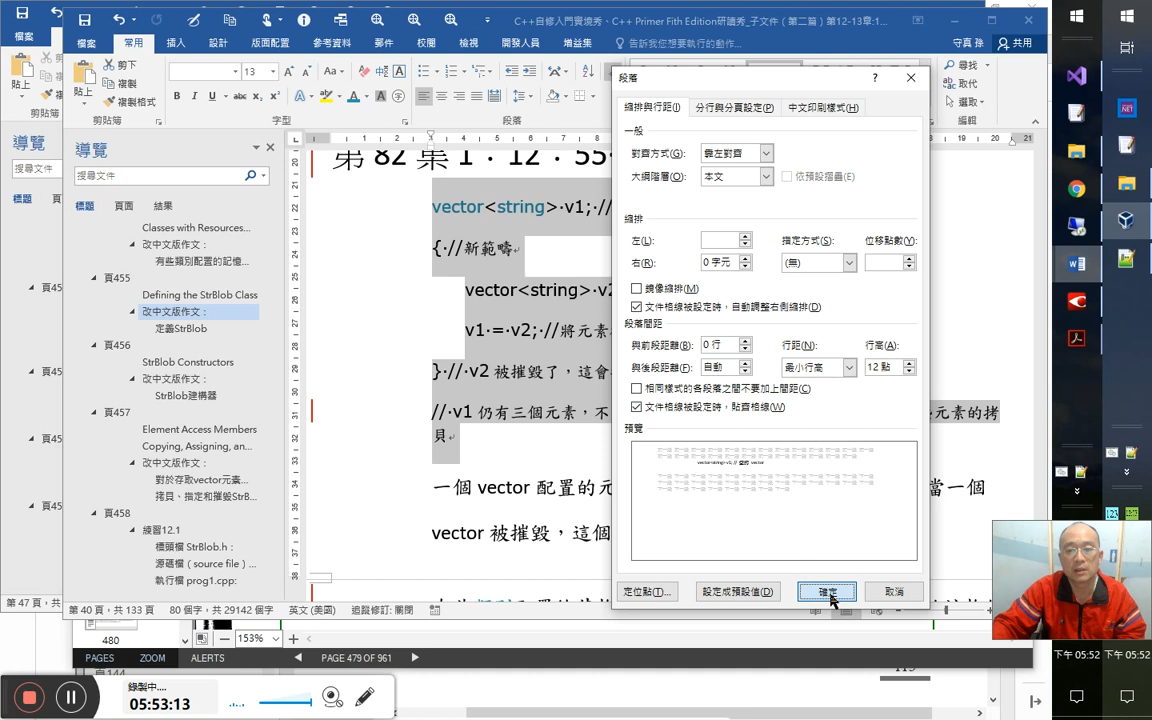 C++自修入門實境秀、C++ Primer Fith Edition研讀秀_子文件（第二篇）第12-13章:1...
檔案
常用
插入
設計
版面配置
參考資料
郵件
校閱
檢視
開發人員
增益集
告訴我您想要執行的動作...
守真 孫
共用
貼上
剪下
複製
複製格式
剪貼簿
13
字型
段落
尋找
取代
選取
編輯
導覽
搜尋文件
標題
頁面
結果
Classes with Resources...
改中文版作文：
有些類別配置的記憶...
頁455
Defining the StrBlob Class
改中文版作文：
定義StrBlob
頁456
StrBlob Constructors
改中文版作文：
StrBlob建構器
頁457
Element Access Members
Copying, Assigning, an...
改中文版作文：
對於存取vector元素...
拷貝、指定和摧毀StrB...
頁458
練習12.1
標頭檔 StrBlob.h：
源碼檔（source file）...
執行檔 prog1.cpp:
第 82 集 1：12：55
vector<string>·v1;·//
{·//新範疇
vector<string>·v2
v1·=·v2;·//將元素
}·//·v2 被摧毀了，這會
//·v1 仍有三個元素，不
元素的拷
貝
一個 vector 配置的元
當一個
vector 被摧毀，這個
段落
縮排與行距(I)
分行與分頁設定(P)
中文印刷樣式(H)
一般
對齊方式(G):
靠左對齊
大綱階層(O):
本文
依預設摺疊(E)
縮排
左(L):
指定方式(S):
位移點數(Y):
右(R):
0 字元
(無)
鏡像縮排(M)
文件格線被設定時，自動調整右側縮排(D)
段落間距
與前段距離(B):
0 行
行距(N):
行高(A):
與後段距離(F):
自動
最小行高
12 點
相同樣式的各段落之間不要加上間距(C)
文件格線被設定時，貼齊格線(W)
預覽
定位點(T)...
設定成預設值(D)
確定
取消
第 47 頁，共
第 40 頁，共 133 頁
80 個字，共 29142 個字
英文 (美國)
追蹤修訂: 關閉
480
153%
PAGES
ZOOM
ALERTS
PAGE 479 OF 961
頁144
錄製中....
05:53:13
下午 05:52
下午 05:52